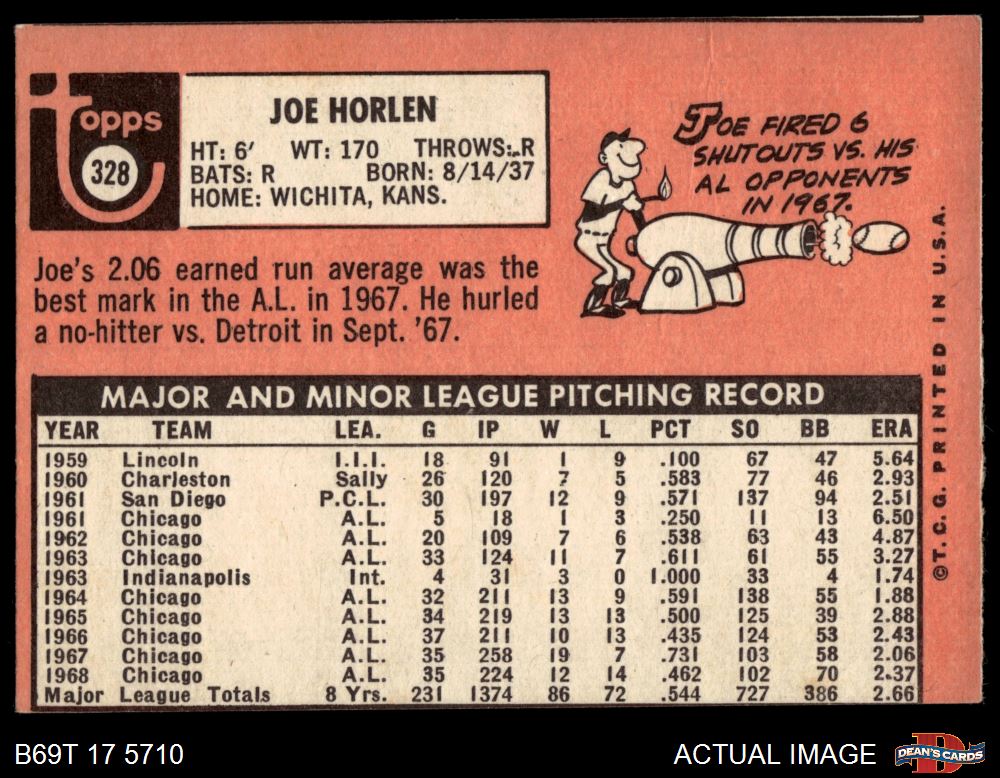 Topps
328
JOE HORLEN
HT: 6' WT: 170 THROWS: R
BATS: R BORN: 8/14/37
HOME: WICHITA, KANS.
JOE FIRED 6
SHUTOUTS VS. HIS
AL OPPONENTS
IN 1967.
Joe's 2.06 earned run average was the
best mark in the A.L. in 1967. He hurled
a no-hitter vs. Detroit in Sept. '67.
MAJOR AND MINOR LEAGUE PITCHING RECORD
YEAR TEAM LEA. G IP W L PCT SO BB ERA
1959 Lincoln I.I.I. 18 91 1 9 .100 67 47 5.64
1960 Charleston Sally 26 120 7 5 .583 77 46 2.93
1961 San Diego P.C.L. 30 197 12 9 .571 137 94 2.51
1961 Chicago A.L. 5 18 1 3 .250 11 13 6.50
1962 Chicago A.L. 20 109 7 6 .538 63 43 4.87
1963 Chicago A.L. 33 124 11 7 .611 61 55 3.27
1963 Indianapolis Int. 4 31 3 0 1.000 33 4 1.74
1964 Chicago A.L. 32 211 13 9 .591 138 55 1.88
1965 Chicago A.L. 34 219 13 13 .500 125 39 2.88
1966 Chicago A.L. 37 211 10 13 .435 124 53 2.43
1967 Chicago A.L. 35 258 19 7 .731 103 58 2.06
1968 Chicago A.L. 35 224 12 14 .462 102 70 2.37
Major League Totals 8 Yrs. 231 1374 86 72 .544 727 386 2.66
©T.C.G. PRINTED IN U.S.A.
B69T 17 5710
ACTUAL IMAGE
DEAN'S CARDS